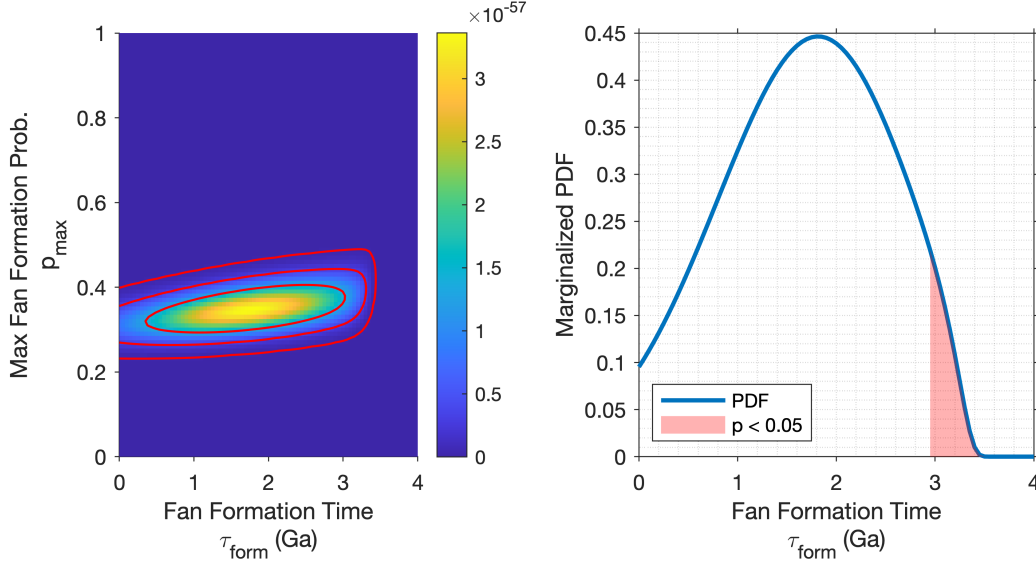 ×10⁻⁵⁷
1
0.8
0.6
0.4
0.2
0
0 1 2 3 4
3
2.5
2
1.5
1
0.5
0
Max Fan Formation Prob.
p_max
Fan Formation Time
τ_form (Ga)
0.45
0.4
0.35
0.3
0.25
0.2
0.15
0.1
0.05
0
0 1 2 3 4
Marginalized PDF
PDF
p < 0.05
Fan Formation Time
τ_form (Ga)